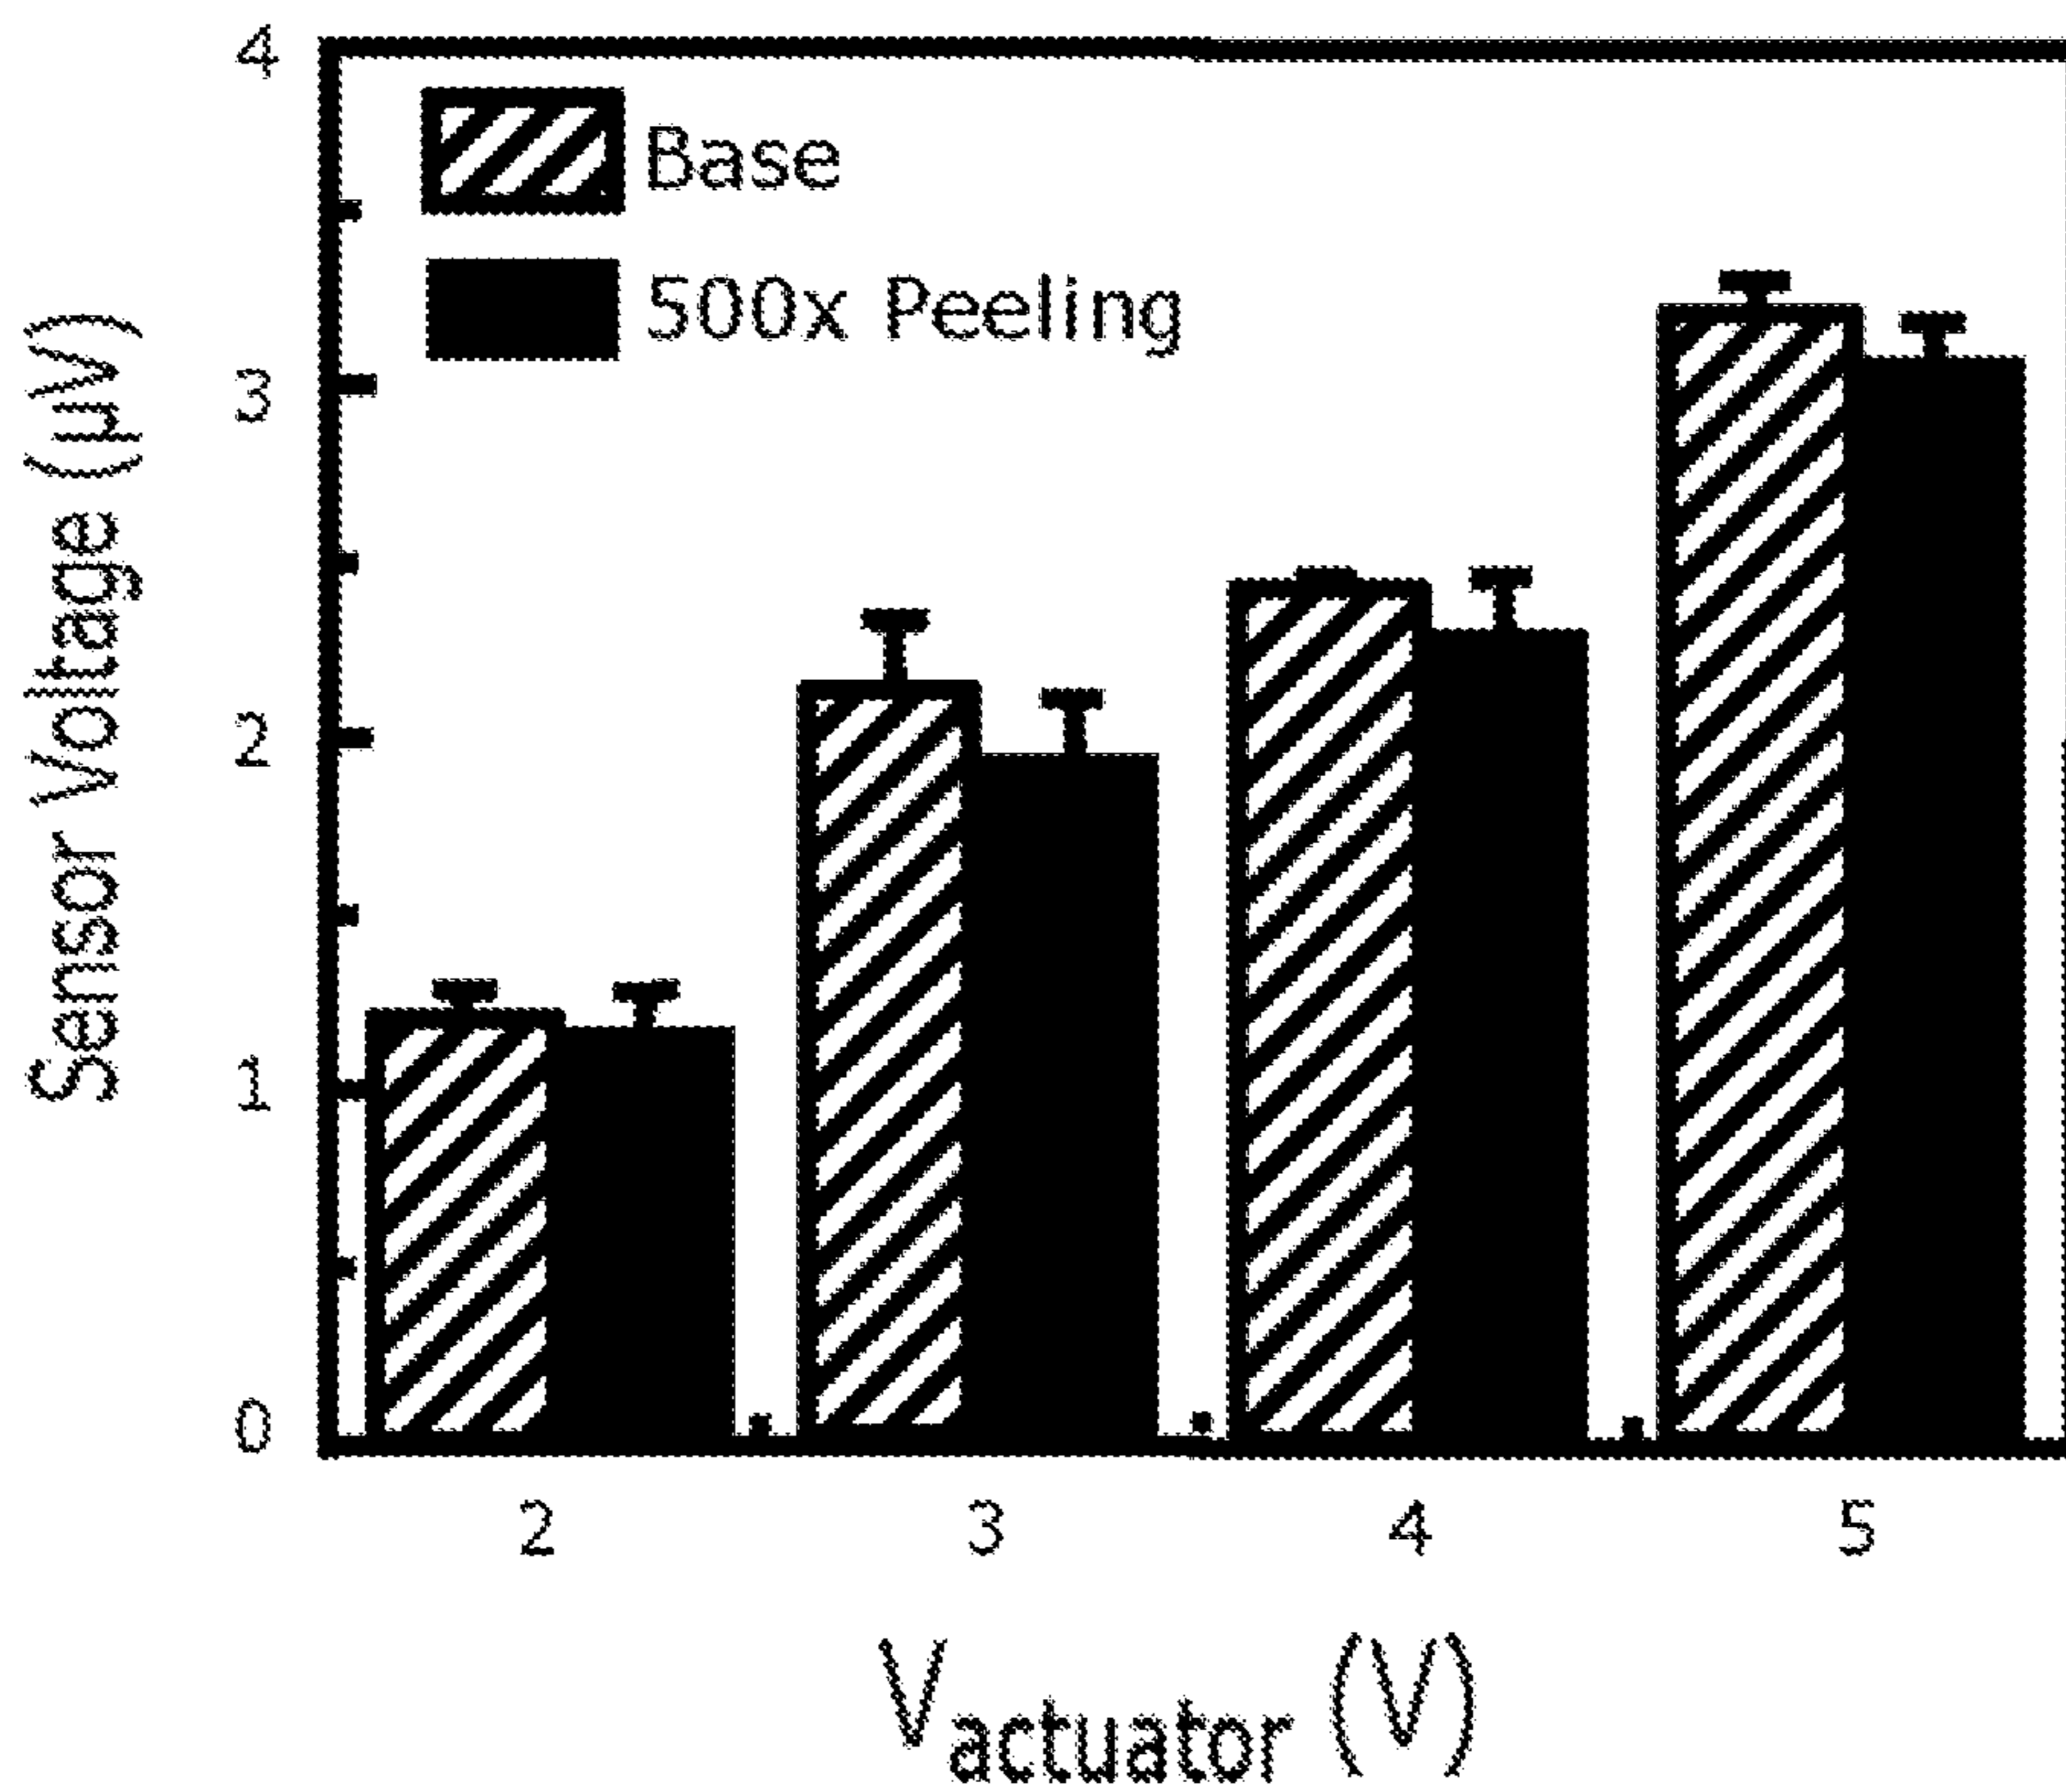 4
Base
500x Peeling
3
2
1
0
Sensor Voltage (µV)
2 3 4 5
Vactuator (V)